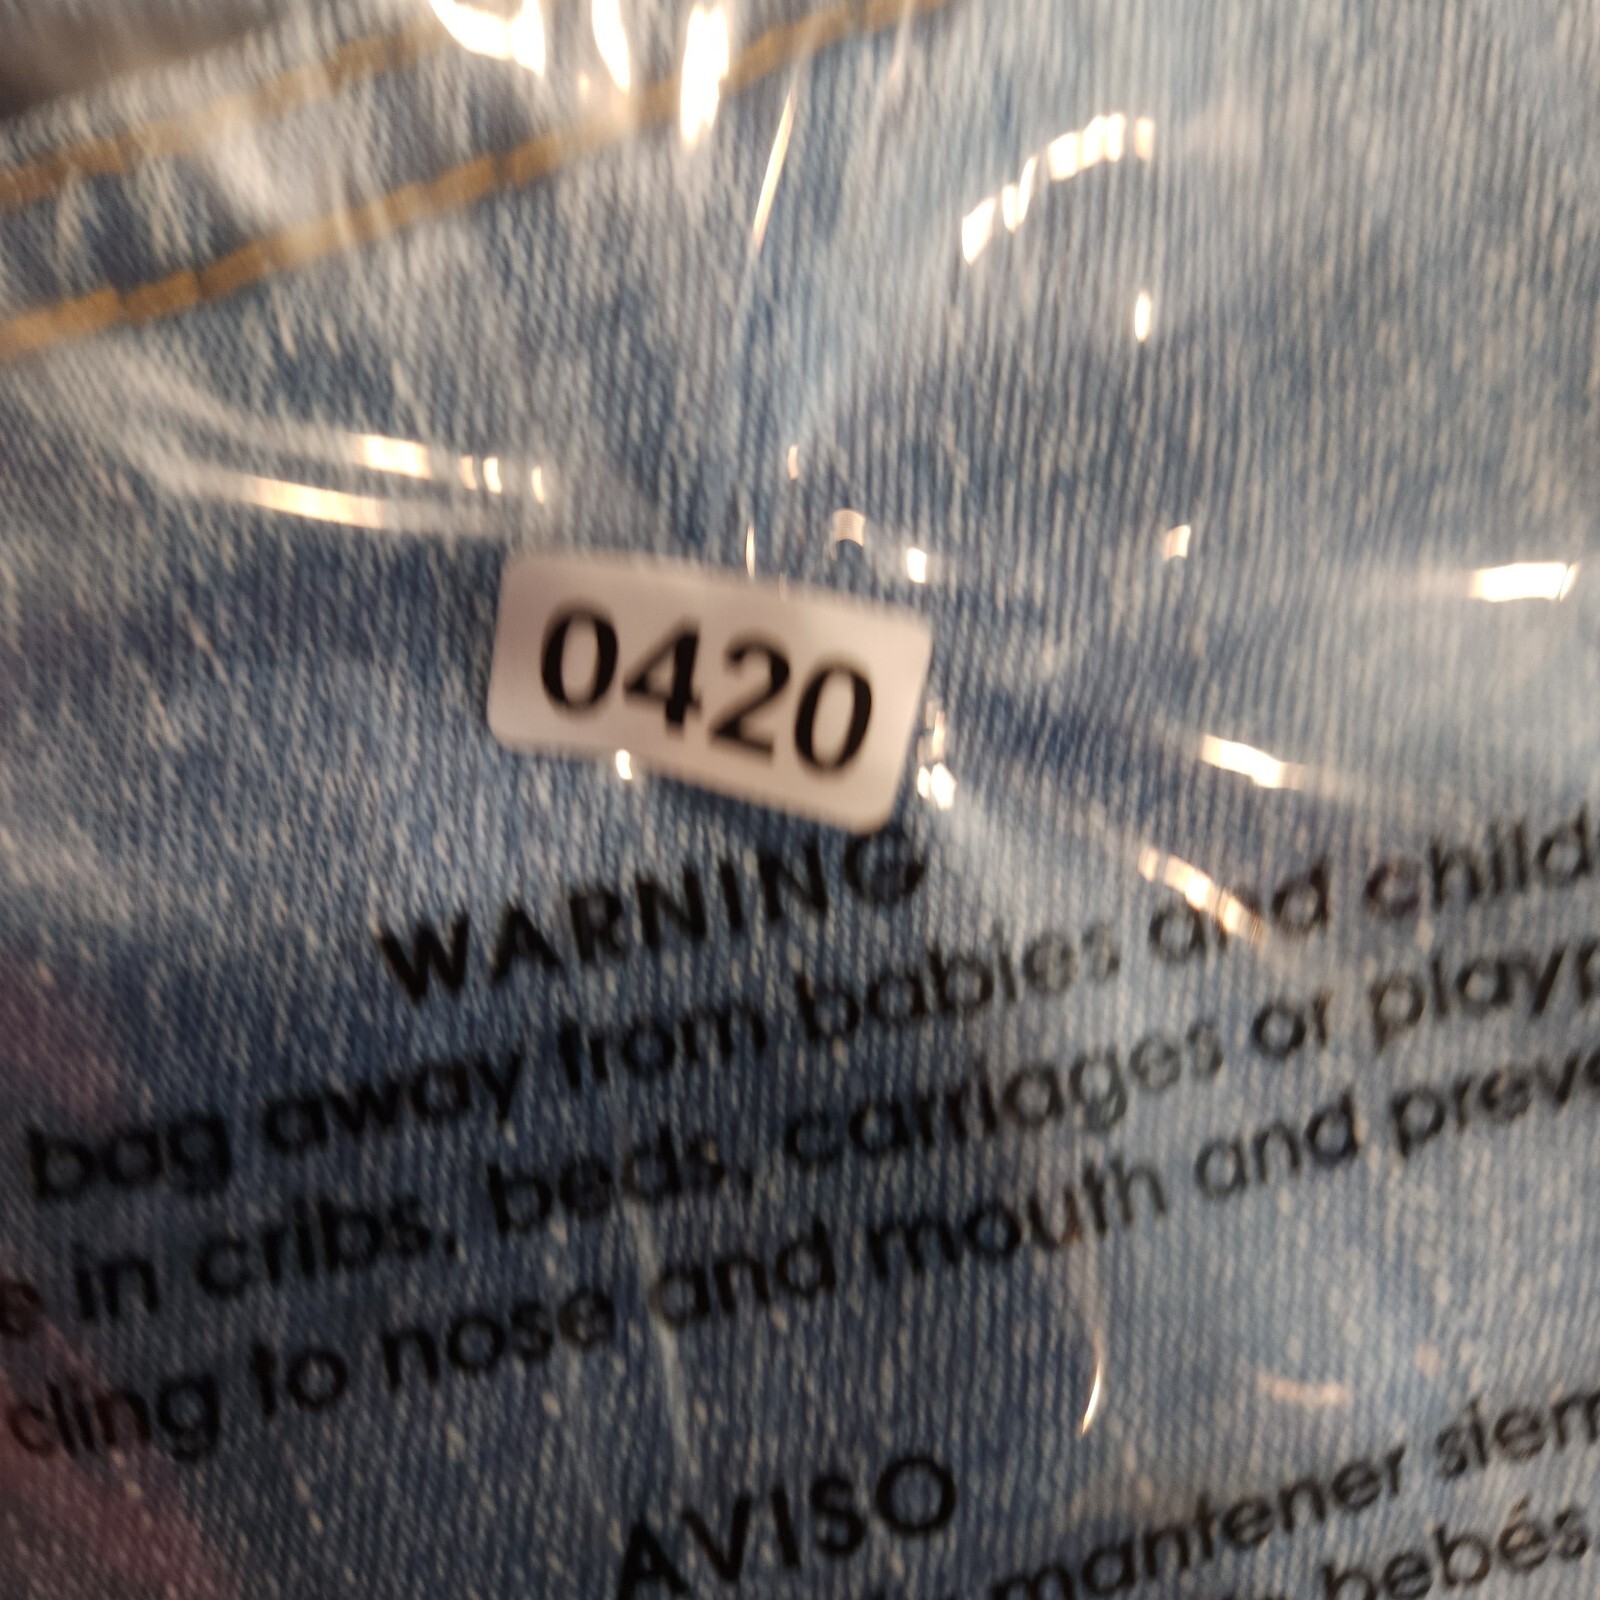 0420
WARNING
bag away from babies and child
in cribs, beds, carriages or playp
cling to nose and mouth and preve
AVISO
mantener siem
bebés,